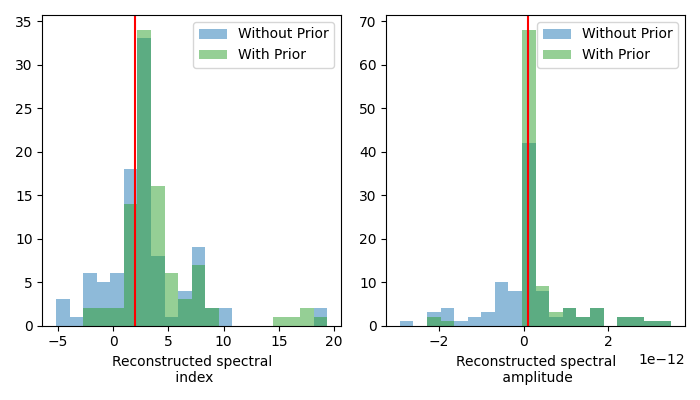 Without Prior
With Prior
35
30
25
20
15
10
5
0
−5
0
5
10
15
20
Reconstructed spectral
index
Without Prior
With Prior
70
60
50
40
30
20
10
0
−2
0
2
1e−12
Reconstructed spectral
amplitude